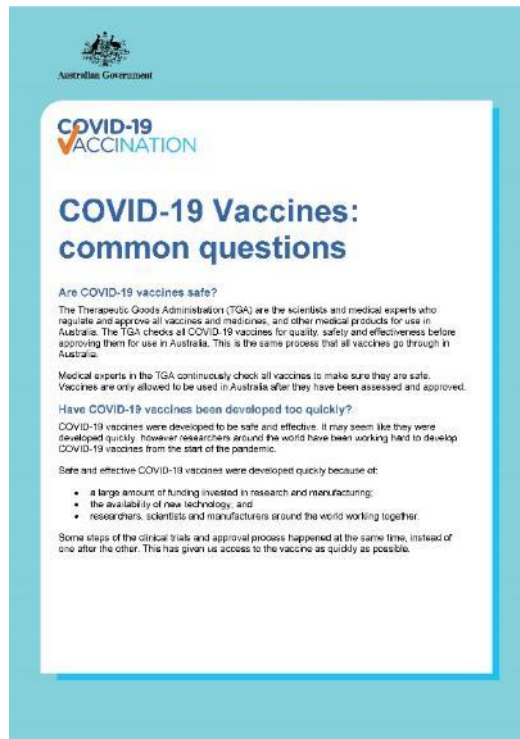 Australian Government
COVID-19
VACCINATION
COVID-19 Vaccines:
common questions
Are COVID-19 vaccines safe?
The Therapeutic Goods Administration (TGA) are the scientists and medical experts who
regulate and approve all vaccines and medicines, and other medical products for use in
Australia. The TGA checks all COVID-19 vaccines for quality, safety and effectiveness before
approving them for use in Australia. This is the same process that all vaccines go through in
Australia.
Medical experts in the TGA continuously check all vaccines to make sure they are safe.
Vaccines are only allowed to be used in Australia after they have been assessed and approved.
Have COVID-19 vaccines been developed too quickly?
COVID-19 vaccines were developed to be safe and effective. It may seem like they were
developed quickly, however researchers around the world have been working hard to develop
COVID-19 vaccines from the start of the pandemic.
Safe and effective COVID-19 vaccines were developed quickly because of:
• a large amount of funding invested in research and manufacturing;
• the availability of new technology; and
• researchers, scientists and manufacturers around the world working together.
Some steps of the clinical trials and approval process happened at the same time, instead of
one after the other. This has given us access to the vaccine as quickly as possible.